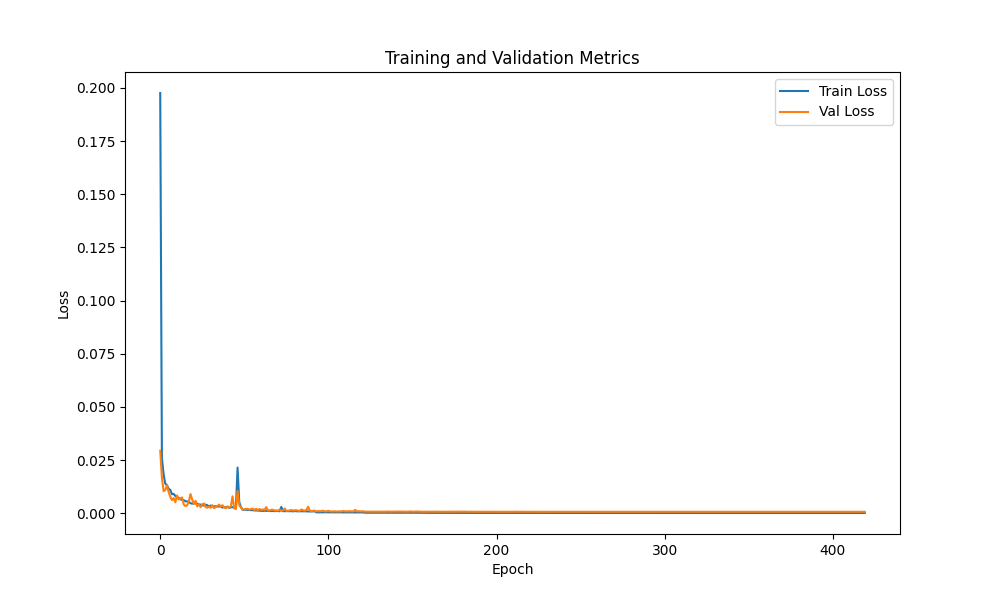 Training and Validation Metrics
Train Loss
Val Loss
0.200
0.175
0.150
0.125
0.100
0.075
0.050
0.025
0.000
Loss
0 100 200 300 400
Epoch